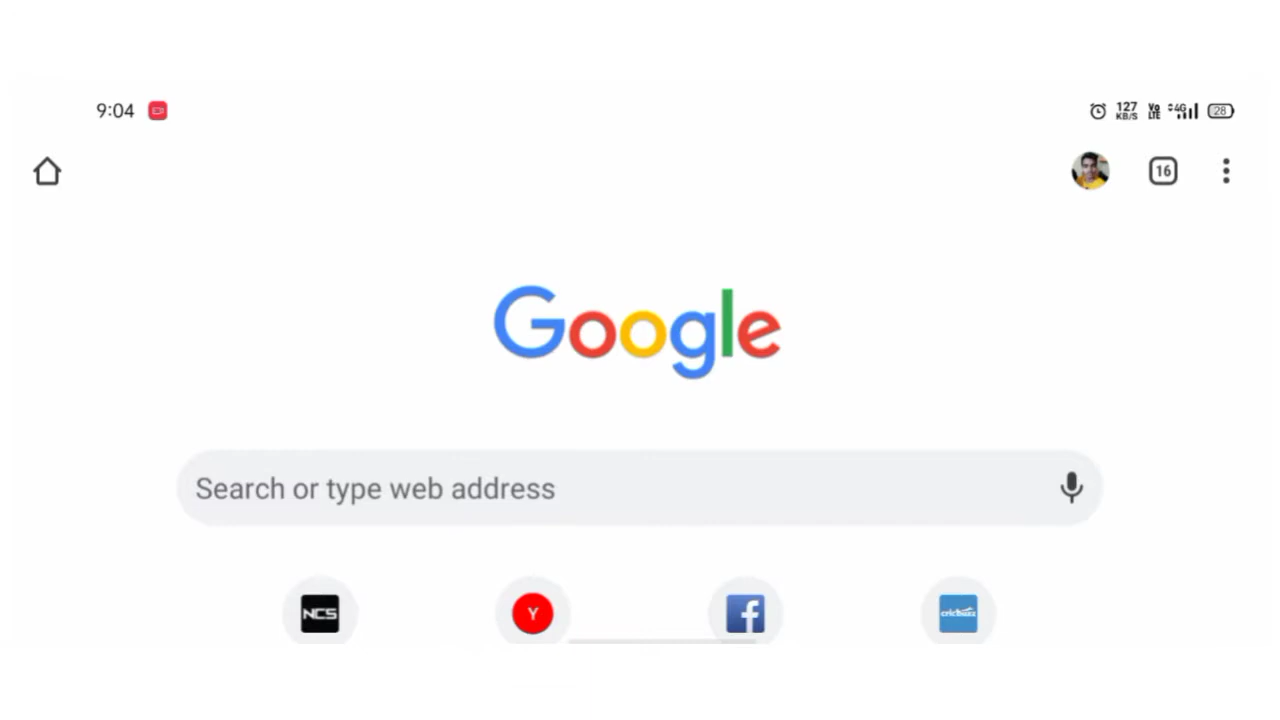 9:04
127
KB/S
Vo
LTE
4G
28
16
Google
Search or type web address
NCS
Y
f
cricbuzz